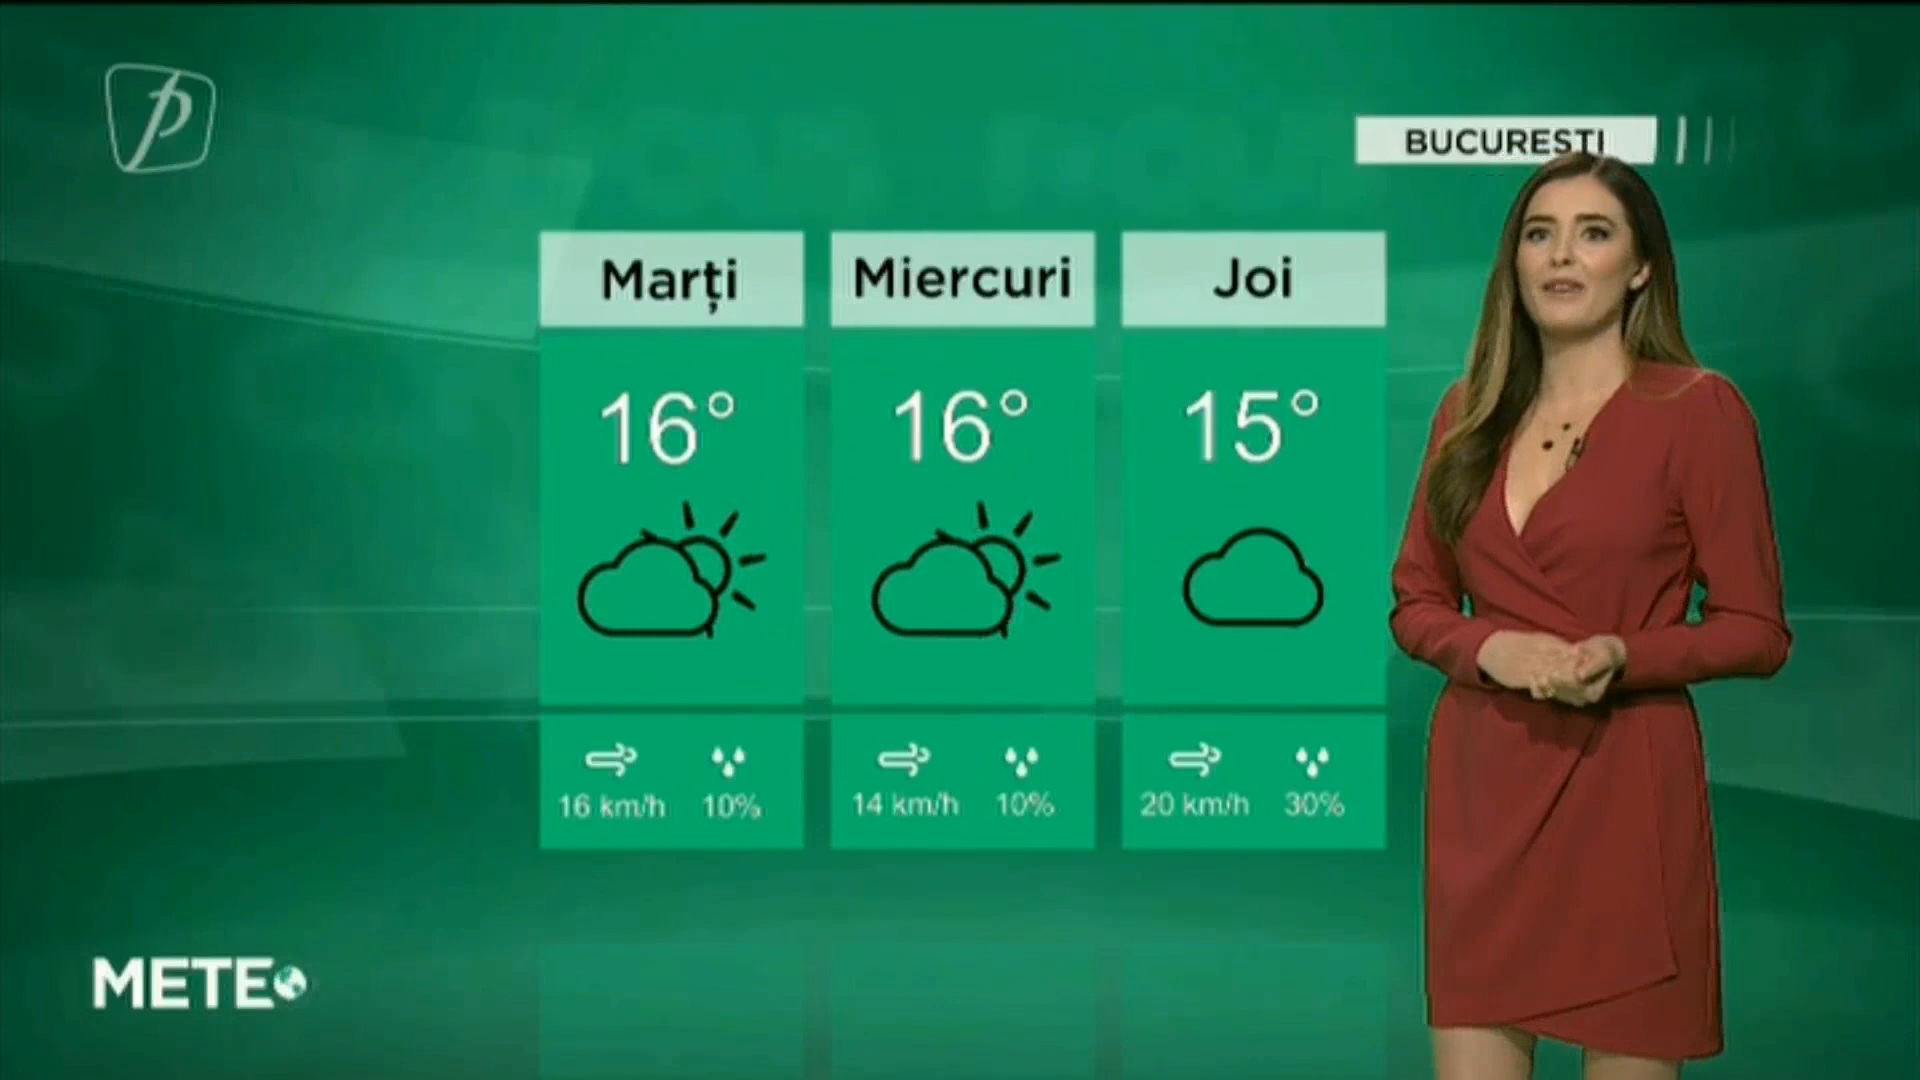 p
BUCURESTI
Marți
Miercuri
Joi
16°
16°
15°
16 km/h
10%
14 km/h
10%
20 km/h
30%
METEO